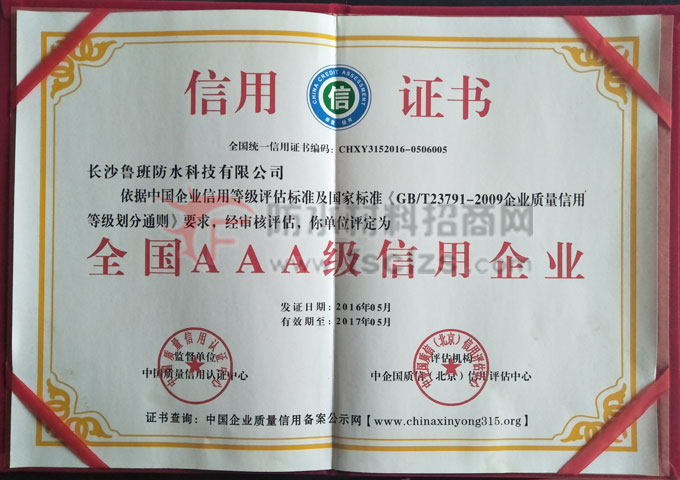 信用证书
CHINA CREDIT ASSESSMENT
信
全国统一信用证书编码：CHXY3152016-0506005
长沙鲁班防水科技有限公司
依据中国企业信用等级评估标准及国家标准《GB/T23791-2009企业质量信用
等级划分通则》要求，经审核评估，你单位评定为
全国AAA级信用企业
发证日期：2016年05月
有效期至：2017年05月
监督单位
中国质量信用认证中心
评估机构
中企国质信（北京）信用评估中心
证书查询：中国企业质量信用备案公示网【www.chinaxinyong315.org】